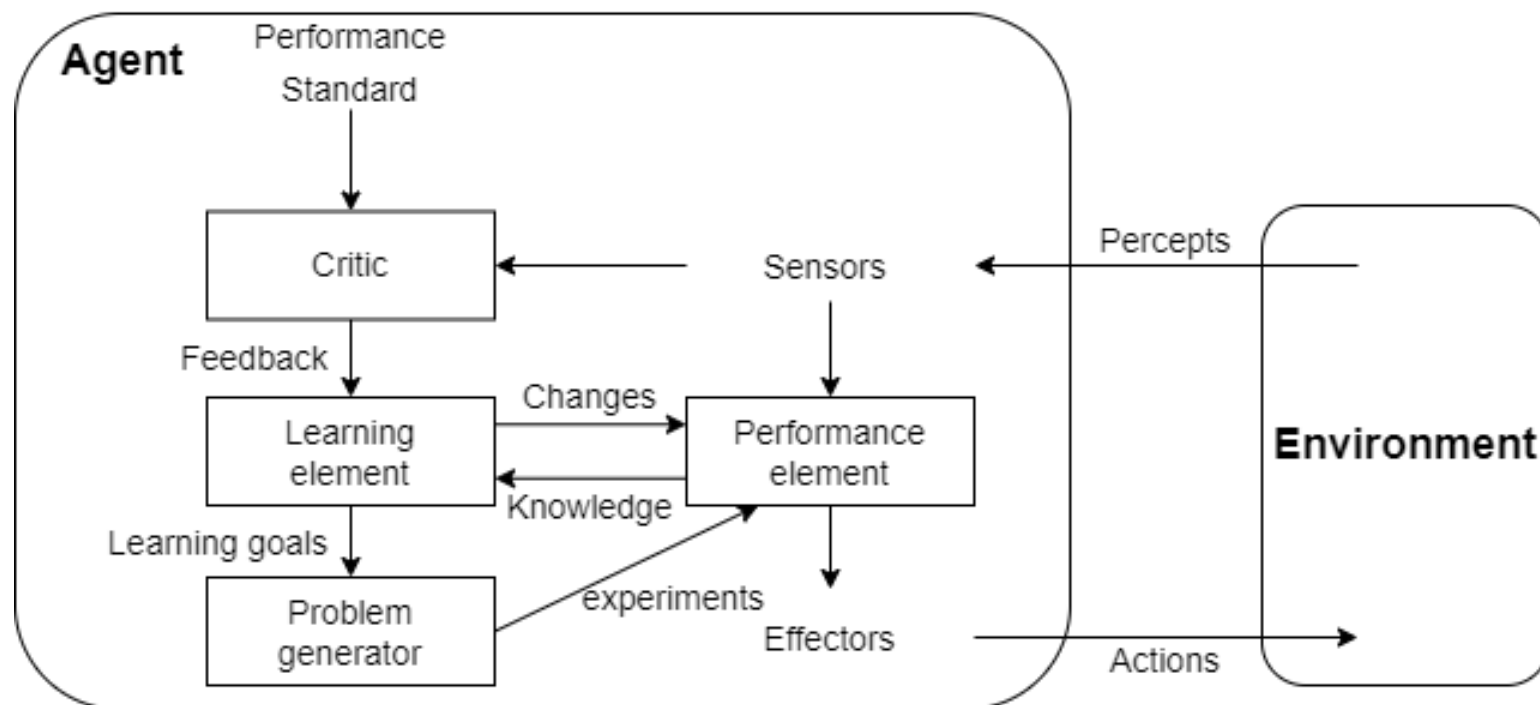 Agent
Performance
Standard
Critic
Sensors
Percepts
Feedback
Learning
element
Changes
Knowledge
Performance
element
Environment
Learning goals
Problem
generator
experiments
Effectors
Actions